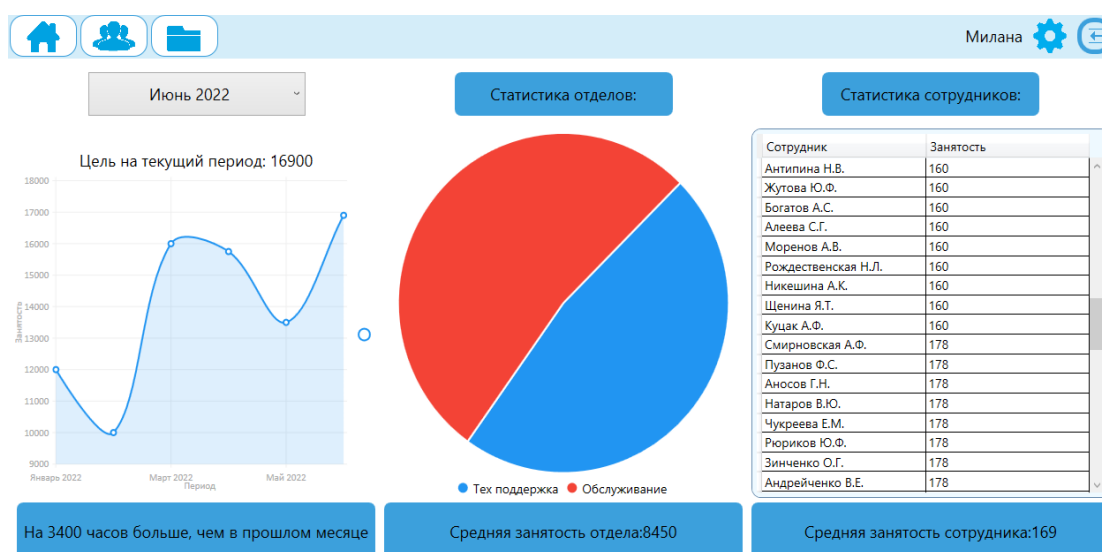 Милана
Июнь 2022
Статистика отделов:
Статистика сотрудников:
Цель на текущий период: 16900
18000
17000
16000
15000
14000
13000
12000
11000
10000
9000
Занятость
Январь 2022
Март 2022
Май 2022
Период
Тех поддержка
Обслуживание
Сотрудник Занятость
Антипина Н.В. 160
Жутова Ю.Ф. 160
Богатов А.С. 160
Алеева С.Г. 160
Моренов А.В. 160
Рождественская Н.Л. 160
Никешина А.К. 160
Щенина Я.Т. 160
Куцак А.Ф. 160
Смирновская А.Ф. 178
Пузанов Ф.С. 178
Аносов Г.Н. 178
Натаров В.Ю. 178
Чукреева Е.М. 178
Рюриков Ю.Ф. 178
Зинченко О.Г. 178
Андрейченко В.Е. 178
На 3400 часов больше, чем в прошлом месяце
Средняя занятость отдела:8450
Средняя занятость сотрудника:169